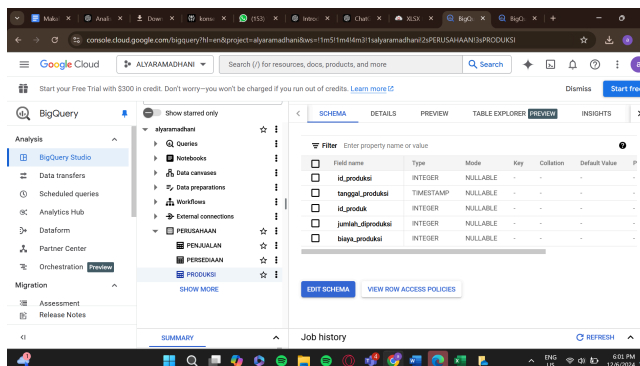 Make
Anali
Down
kons
(153)
Introc
Chat
XLSX
BigQ
BigQ.
console.cloud.google.com/bigquery?hl=en&project=alyaramadhani&ws=!1m5!1m4!4m3!1salyaramadhani!2sPERUSAHAAN!3sPRODUKSI
Google Cloud
ALYARAMADHANI
Search (/) for resources, docs, products, and more
Search
Start your Free Trial with $300 in credit. Don't worry—you won't be charged if you run out of credits. Learn more
Dismiss
Start free
BigQuery
Show starred only
SCHEMA DETAILS PREVIEW TABLE EXPLORER PREVIEW INSIGHTS
Analysis
BigQuery Studio
Data transfers
Scheduled queries
Analytics Hub
Dataform
Partner Center
Orchestration Preview
Migration
Assessment
Release Notes
alyaramadhani
Queries
Notebooks
Data canvases
Data preparations
Workflows
External connections
PERUSAHAAN
PENJUALAN
PERSEDIAAN
PRODUKSI
SHOW MORE
SUMMARY
Filter Enter property name or value
Field name Type Mode Key Collation Default Value P
id_produksi INTEGER NULLABLE - - -
tanggal_produksi TIMESTAMP NULLABLE - - -
id_produk INTEGER NULLABLE - - -
jumlah_diproduksi INTEGER NULLABLE - - -
biaya_produksi INTEGER NULLABLE - - -
EDIT SCHEMA
VIEW ROW ACCESS POLICIES
Job history
REFRESH
ENG
US
6:01 PM
12/6/2024